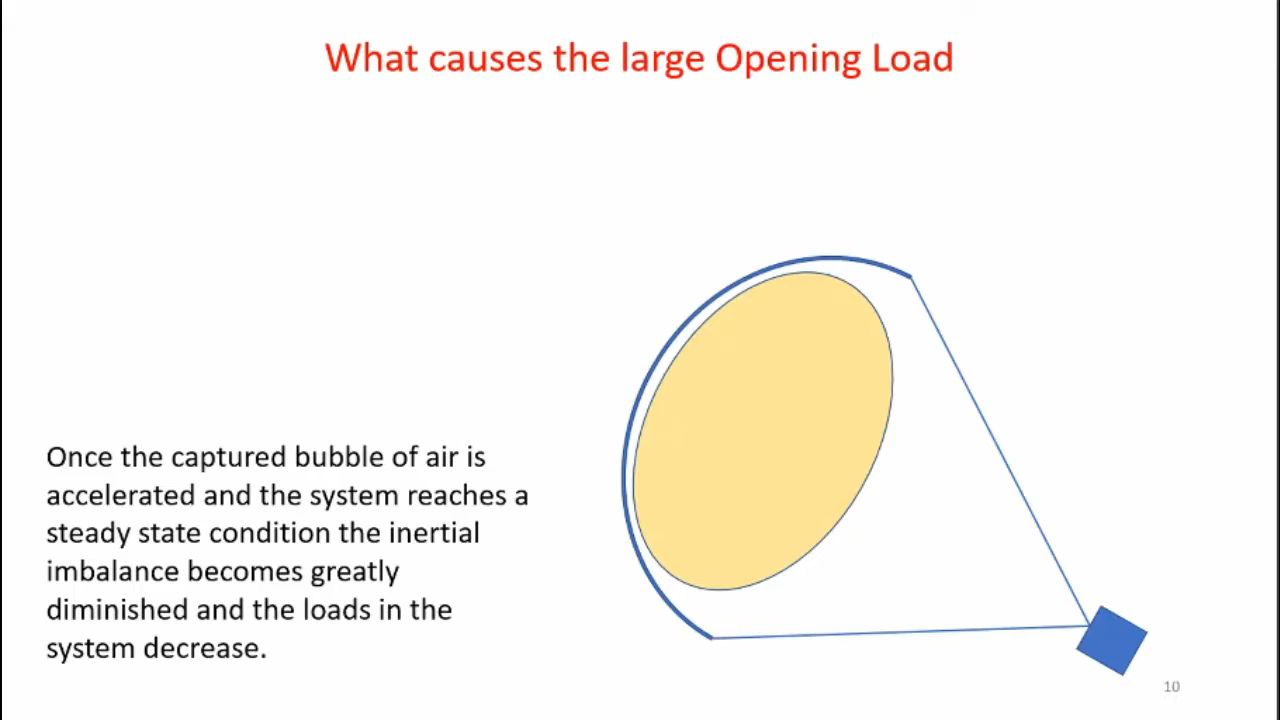 What causes the large Opening Load
Once the captured bubble of air is
accelerated and the system reaches a
steady state condition the inertial
imbalance becomes greatly
diminished and the loads in the
system decrease.
10